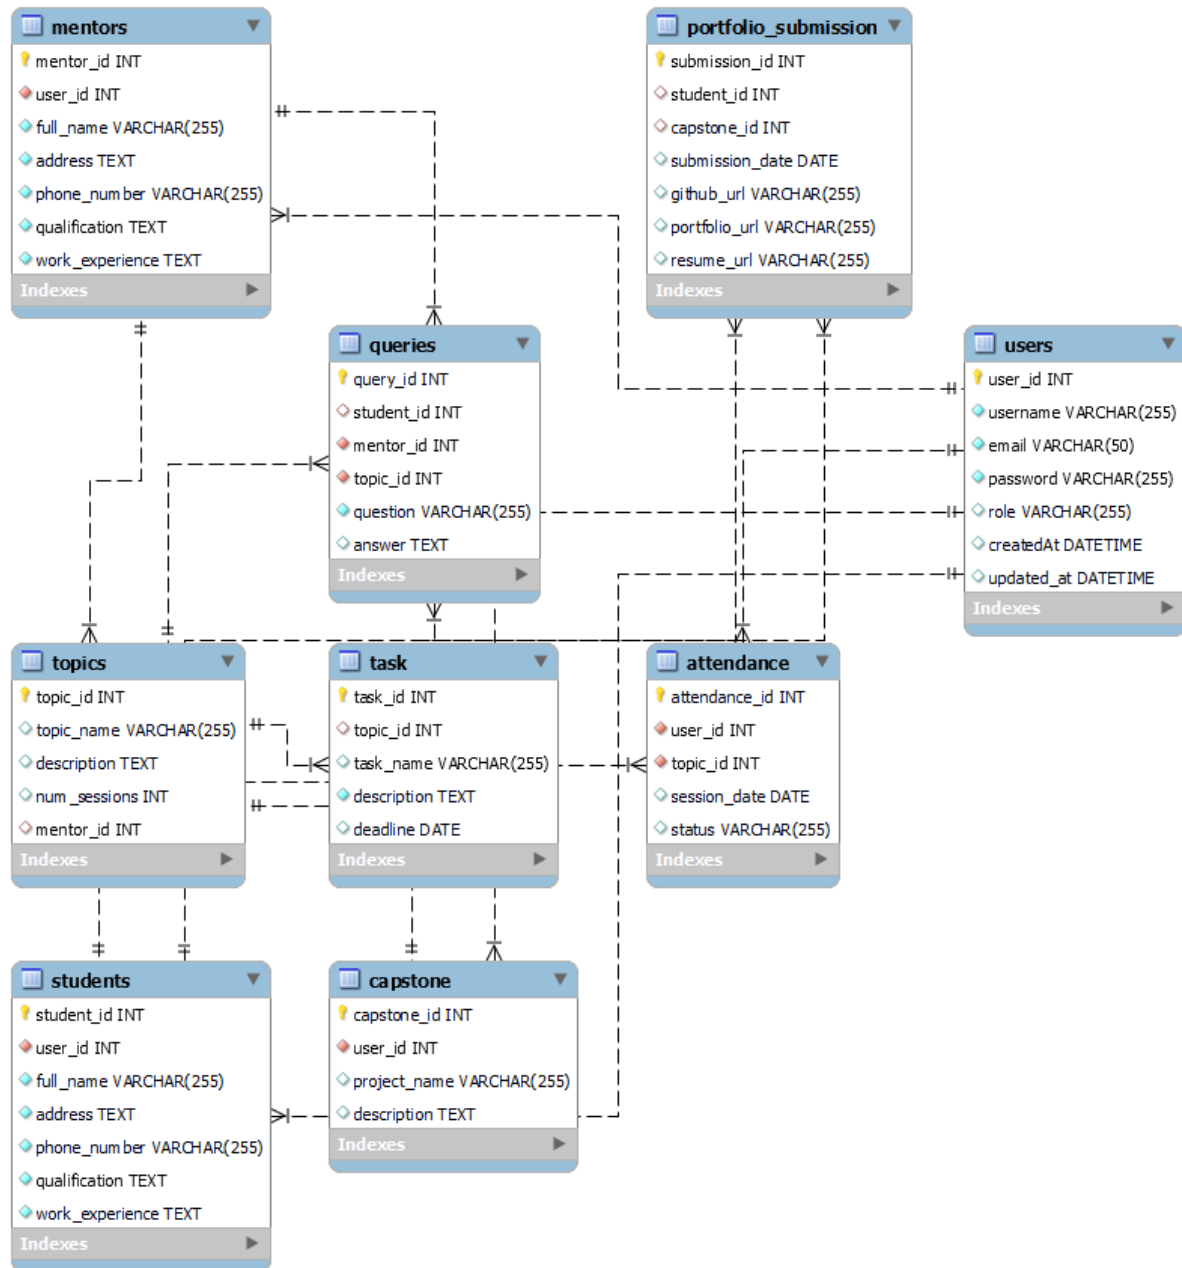 mentors
mentor_id INT
user_id INT
full_name VARCHAR(255)
address TEXT
phone_number VARCHAR(255)
qualification TEXT
work_experience TEXT
Indexes
portfolio_submission
submission_id INT
student_id INT
capstone_id INT
submission_date DATE
github_url VARCHAR(255)
portfolio_url VARCHAR(255)
resume_url VARCHAR(255)
Indexes
queries
query_id INT
student_id INT
mentor_id INT
topic_id INT
question VARCHAR(255)
answer TEXT
Indexes
users
user_id INT
username VARCHAR(255)
email VARCHAR(50)
password VARCHAR(255)
role VARCHAR(255)
createdAt DATETIME
updated_at DATETIME
Indexes
topics
topic_id INT
topic_name VARCHAR(255)
description TEXT
num_sessions INT
mentor_id INT
Indexes
task
task_id INT
topic_id INT
task_name VARCHAR(255)
description TEXT
deadline DATE
Indexes
attendance
attendance_id INT
user_id INT
topic_id INT
session_date DATE
status VARCHAR(255)
Indexes
students
student_id INT
user_id INT
full_name VARCHAR(255)
address TEXT
phone_number VARCHAR(255)
qualification TEXT
work_experience TEXT
Indexes
capstone
capstone_id INT
user_id INT
project_name VARCHAR(255)
description TEXT
Indexes